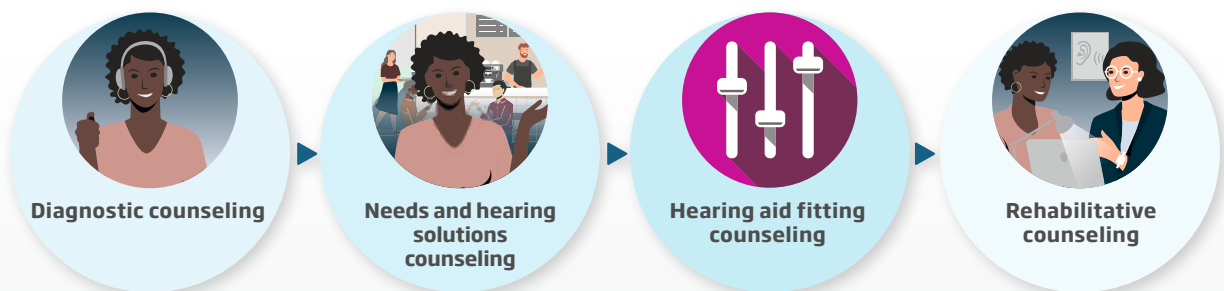 Diagnostic counseling
Needs and hearing
solutions
counseling
Hearing aid fitting
counseling
Rehabilitative
counseling